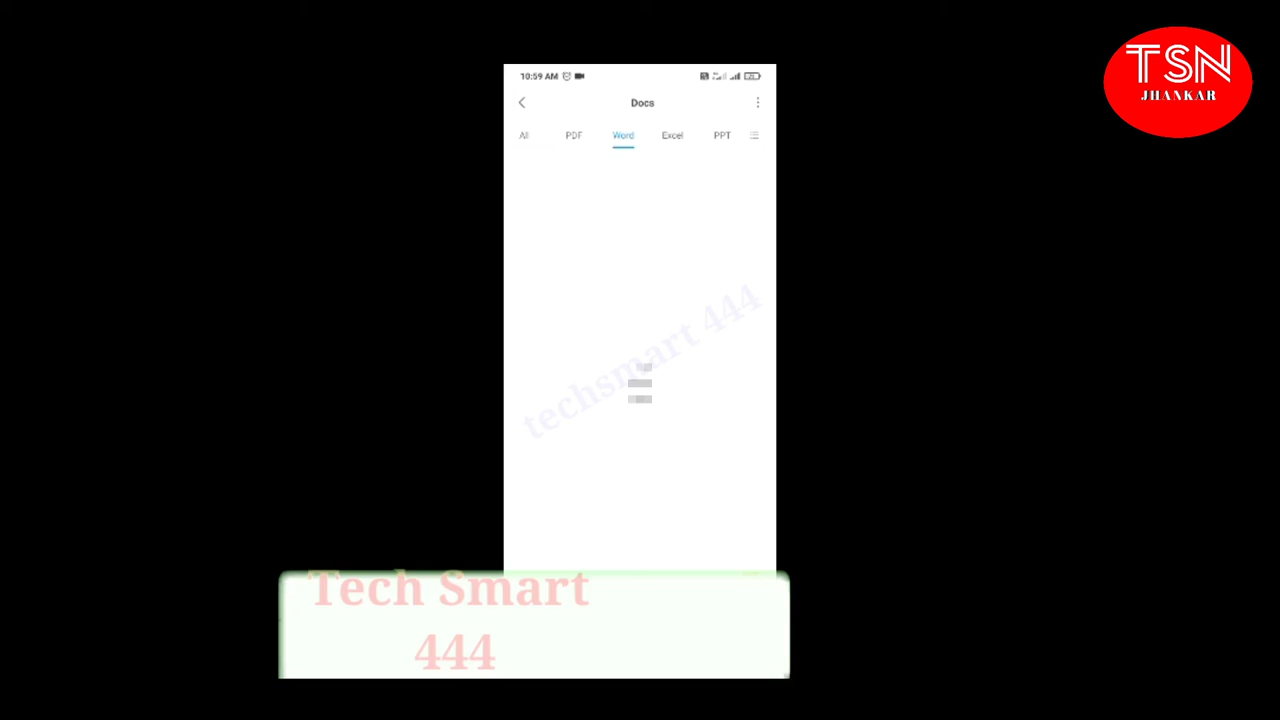 TSN
JHANKAR
10:59 AM
Docs
All
PDF
Word
Excel
PPT
techsmart 444
Tech Smart
444